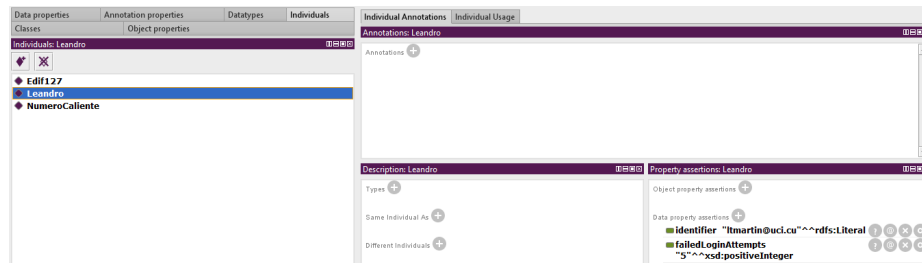 Data properties Annotation properties Datatypes Individuals
Classes Object properties
Individuals: Leandro
Edif127
Leandro
NumeroCaliente
Individual Annotations Individual Usage
Annotations: Leandro
Annotations
Description: Leandro
Types
Same Individual As
Different Individuals
Property assertions: Leandro
Object property assertions
Data property assertions
identifier "ltmartin@uci.cu"^^rdfs:Literal
failedLoginAttempts
"5"^^xsd:positiveInteger